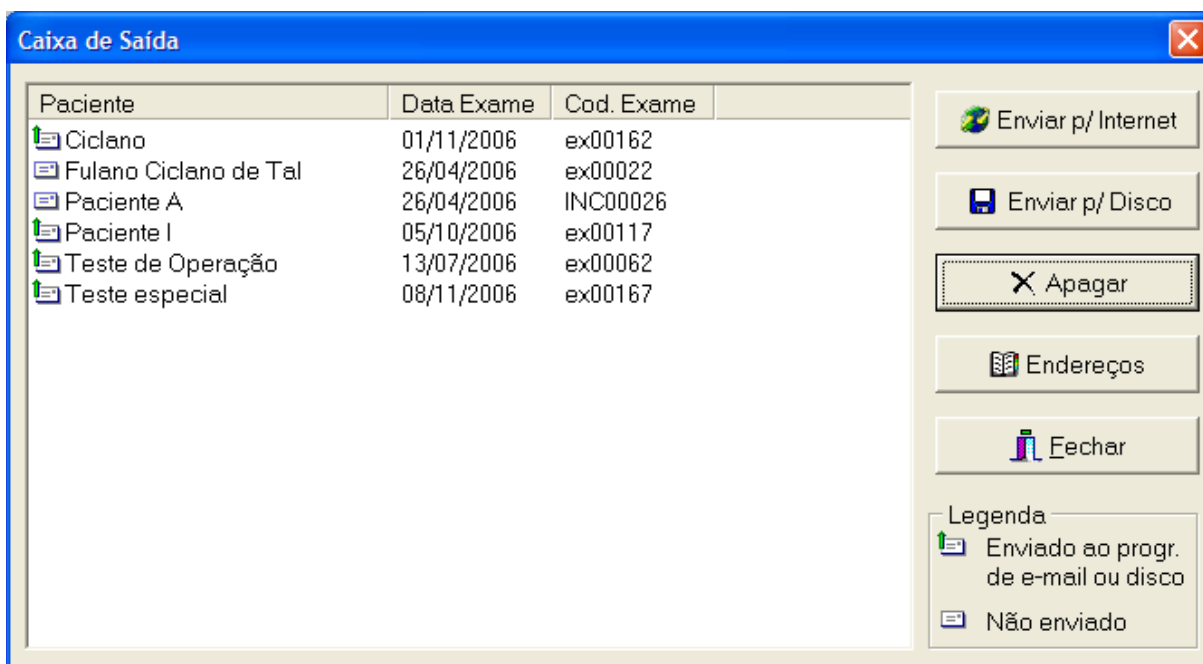 Caixa de Saída
Paciente Data Exame Cod. Exame
Ciclano 01/11/2006 ex00162
Fulano Ciclano de Tal 26/04/2006 ex00022
Paciente A 26/04/2006 INC00026
Paciente I 05/10/2006 ex00117
Teste de Operação 13/07/2006 ex00062
Teste especial 08/11/2006 ex00167
Enviar p/ Internet
Enviar p/ Disco
Apagar
Endereços
Fechar
Legenda
Enviado ao progr.
de e-mail ou disco
Não enviado